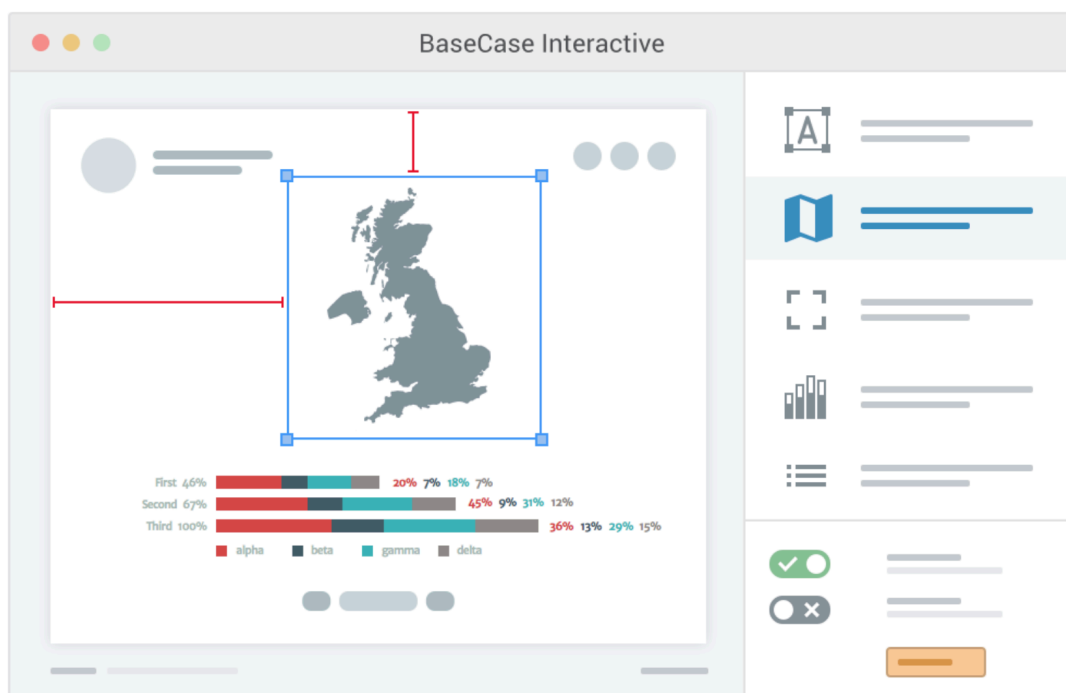 BaseCase Interactive
A
First 46% 20% 7% 18% 7%
Second 67% 45% 9% 31% 12%
Third 100% 36% 13% 29% 15%
alpha beta gamma delta